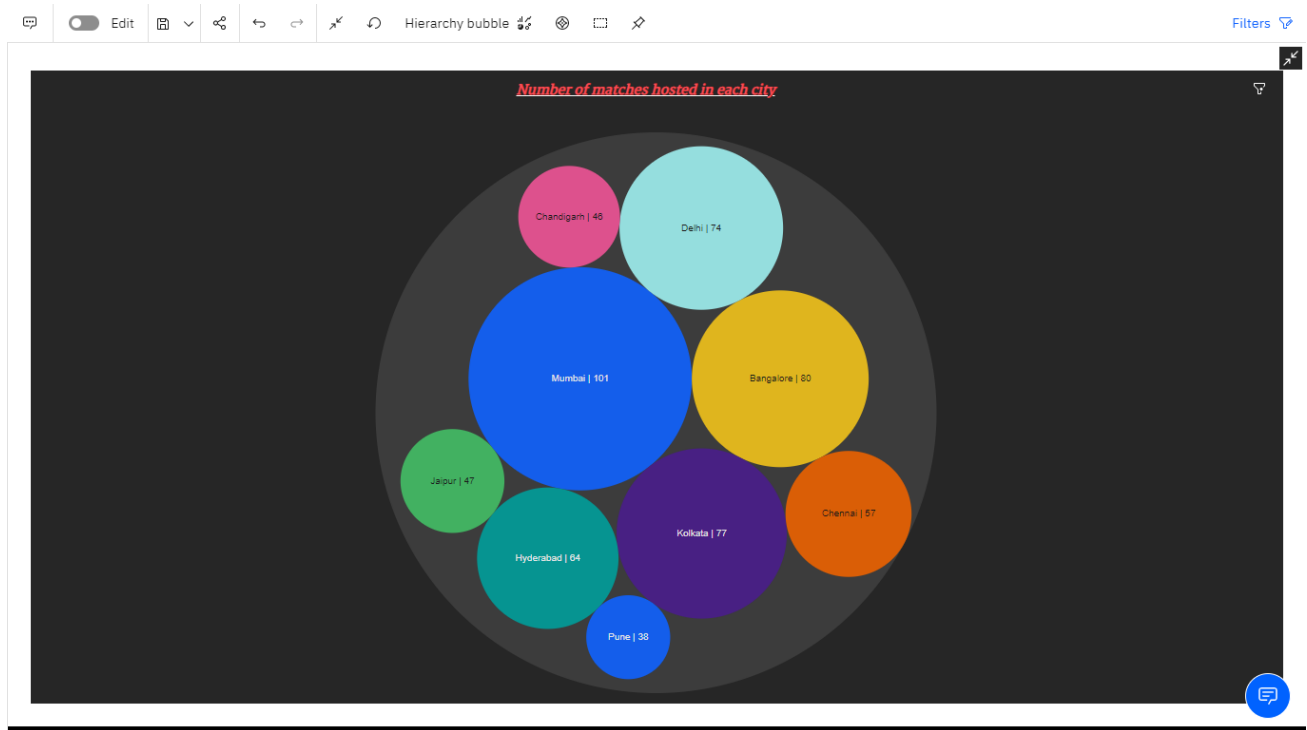 Edit
Hierarchy bubble
Filters
Number of matches hosted in each city
Chandigarh | 46
Delhi | 74
Mumbai | 101
Bangalore | 80
Jaipur | 47
Chennai | 57
Kolkata | 77
Hyderabad | 64
Pune | 38